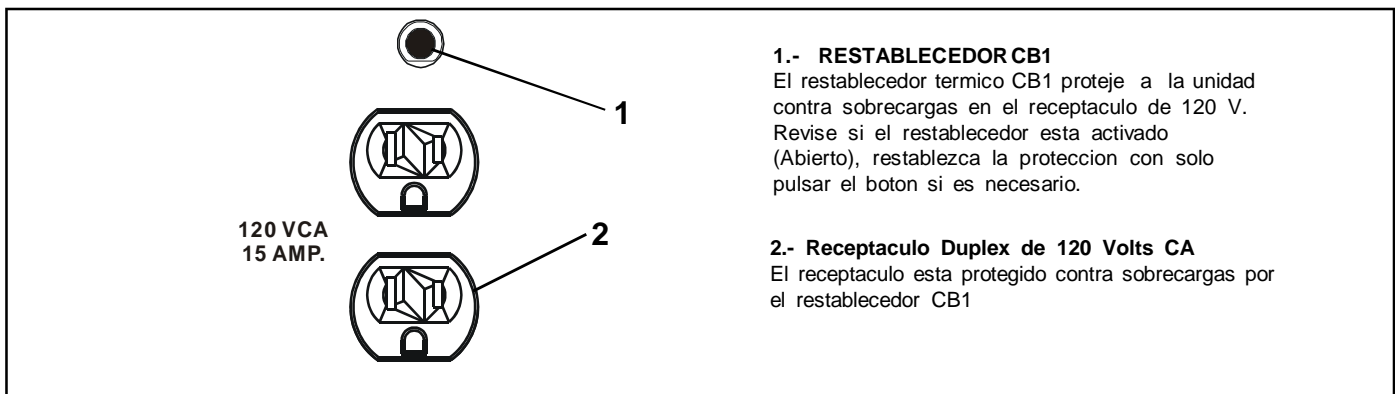 1
2
120 VCA
15 AMP.
1.- RESTABLECEDOR CB1
El restablecedor termico CB1 proteje a la unidad
contra sobrecargas en el receptaculo de 120 V.
Revise si el restablecedor esta activado
(Abierto), restablezca la proteccion con solo
pulsar el boton si es necesario.
2.- Receptaculo Duplex de 120 Volts CA
El receptaculo esta protegido contra sobrecargas por
el restablecedor CB1